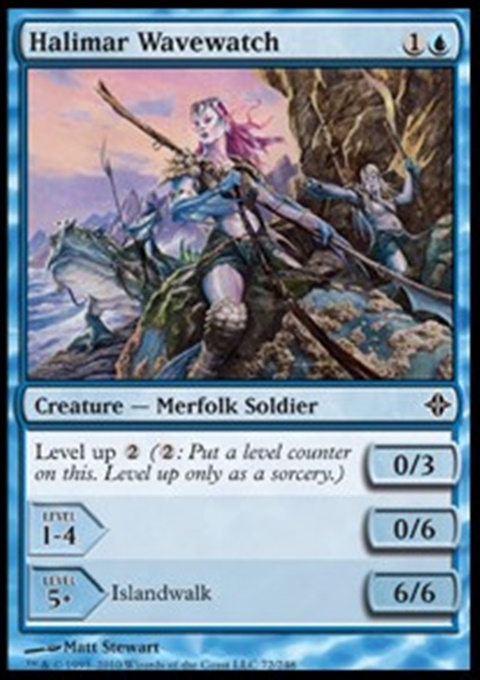 Halimar Wavewatch 1
Creature — Merfolk Soldier
Level up 2 (2: Put a level counter
on this. Level up only as a sorcery.)
0/3
LEVEL
1-4
0/6
LEVEL
5+
Islandwalk
6/6
Matt Stewart
™ & © 1993-2010 Wizards of the Coast LLC 72/248